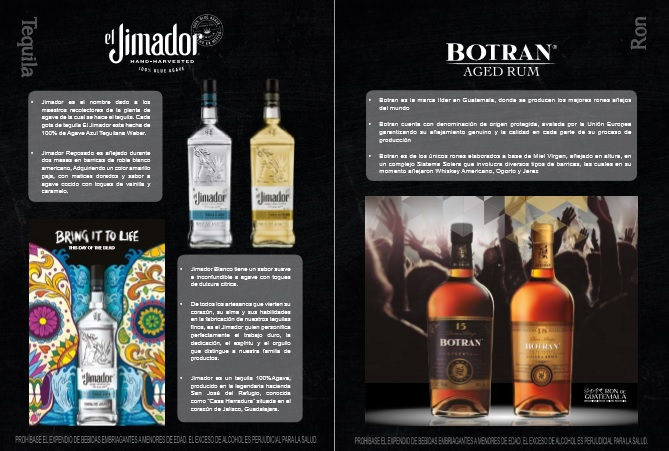 Tequila
el Jimador
HAND-HARVESTED
100% BLUE AGAVE
• Jimador es el nombre dado a los
maestros recolectores de la planta de
agave de la cual se hace el tequila. Cada
gota de tequila El Jimador esta hecha de
100% de Agave Azul Tequilana Weber.
• Jimador Reposado es añejado durante
dos meses en barricas de roble blanco
americano, Adquiriendo un color amarillo
paja, con matices dorados y sabor a
agave cocido con toques de vainilla y
caramelo.
el Jimador
el Jimador
BRING IT TO LIFE
THIS DAY OF THE DEAD
el Jimador
• Jimador Blanco tiene un sabor suave
e inconfundible a agave con toques
de dulzura cítrica.
• De todos los artesanos que vierten su
corazón, su alma y sus habilidades
en la fabricación de nuestros tequilas
finos, es el Jimador quien personifica
perfectamente el trabajo duro, la
dedicación, el espíritu y el orgullo
que distingue a nuestra familia de
productos.
• Jimador es un tequila 100%Agave,
producido en la legendaria hacienda
San José del Refugio, conocida
como "Casa Herradura" situada en el
corazón de Jalisco, Guadalajara.
PROHÍBASE EL EXPENDIO DE BEBIDAS EMBRIAGANTES A MENORES DE EDAD. EL EXCESO DE ALCOHOL ES PERJUDICIAL PARA LA SALUD.
Ron
BOTRAN®
AGED RUM
• Botran es la marca líder en Guatemala, donde se producen los mejores rones añejos
del mundo
• Botran cuenta con denominación de origen protegida, avalada por la Unión Europea
garantizando su añejamiento genuino y la calidad en cada parte de su proceso de
producción
• Botran es de los únicos rones elaborados a base de Miel Virgen, añejado en altura, en
un complejo Sistema Solera que involucra diversos tipos de barricas, las cuales en su
momento añejaron Whiskey Americano, Oporto y Jerez
15
BOTRAN
18
BOTRAN
RON DE
GUATEMALA
PROHÍBASE EL EXPENDIO DE BEBIDAS EMBRIAGANTES A MENORES DE EDAD. EL EXCESO DE ALCOHOL ES PERJUDICIAL PARA LA SALUD.